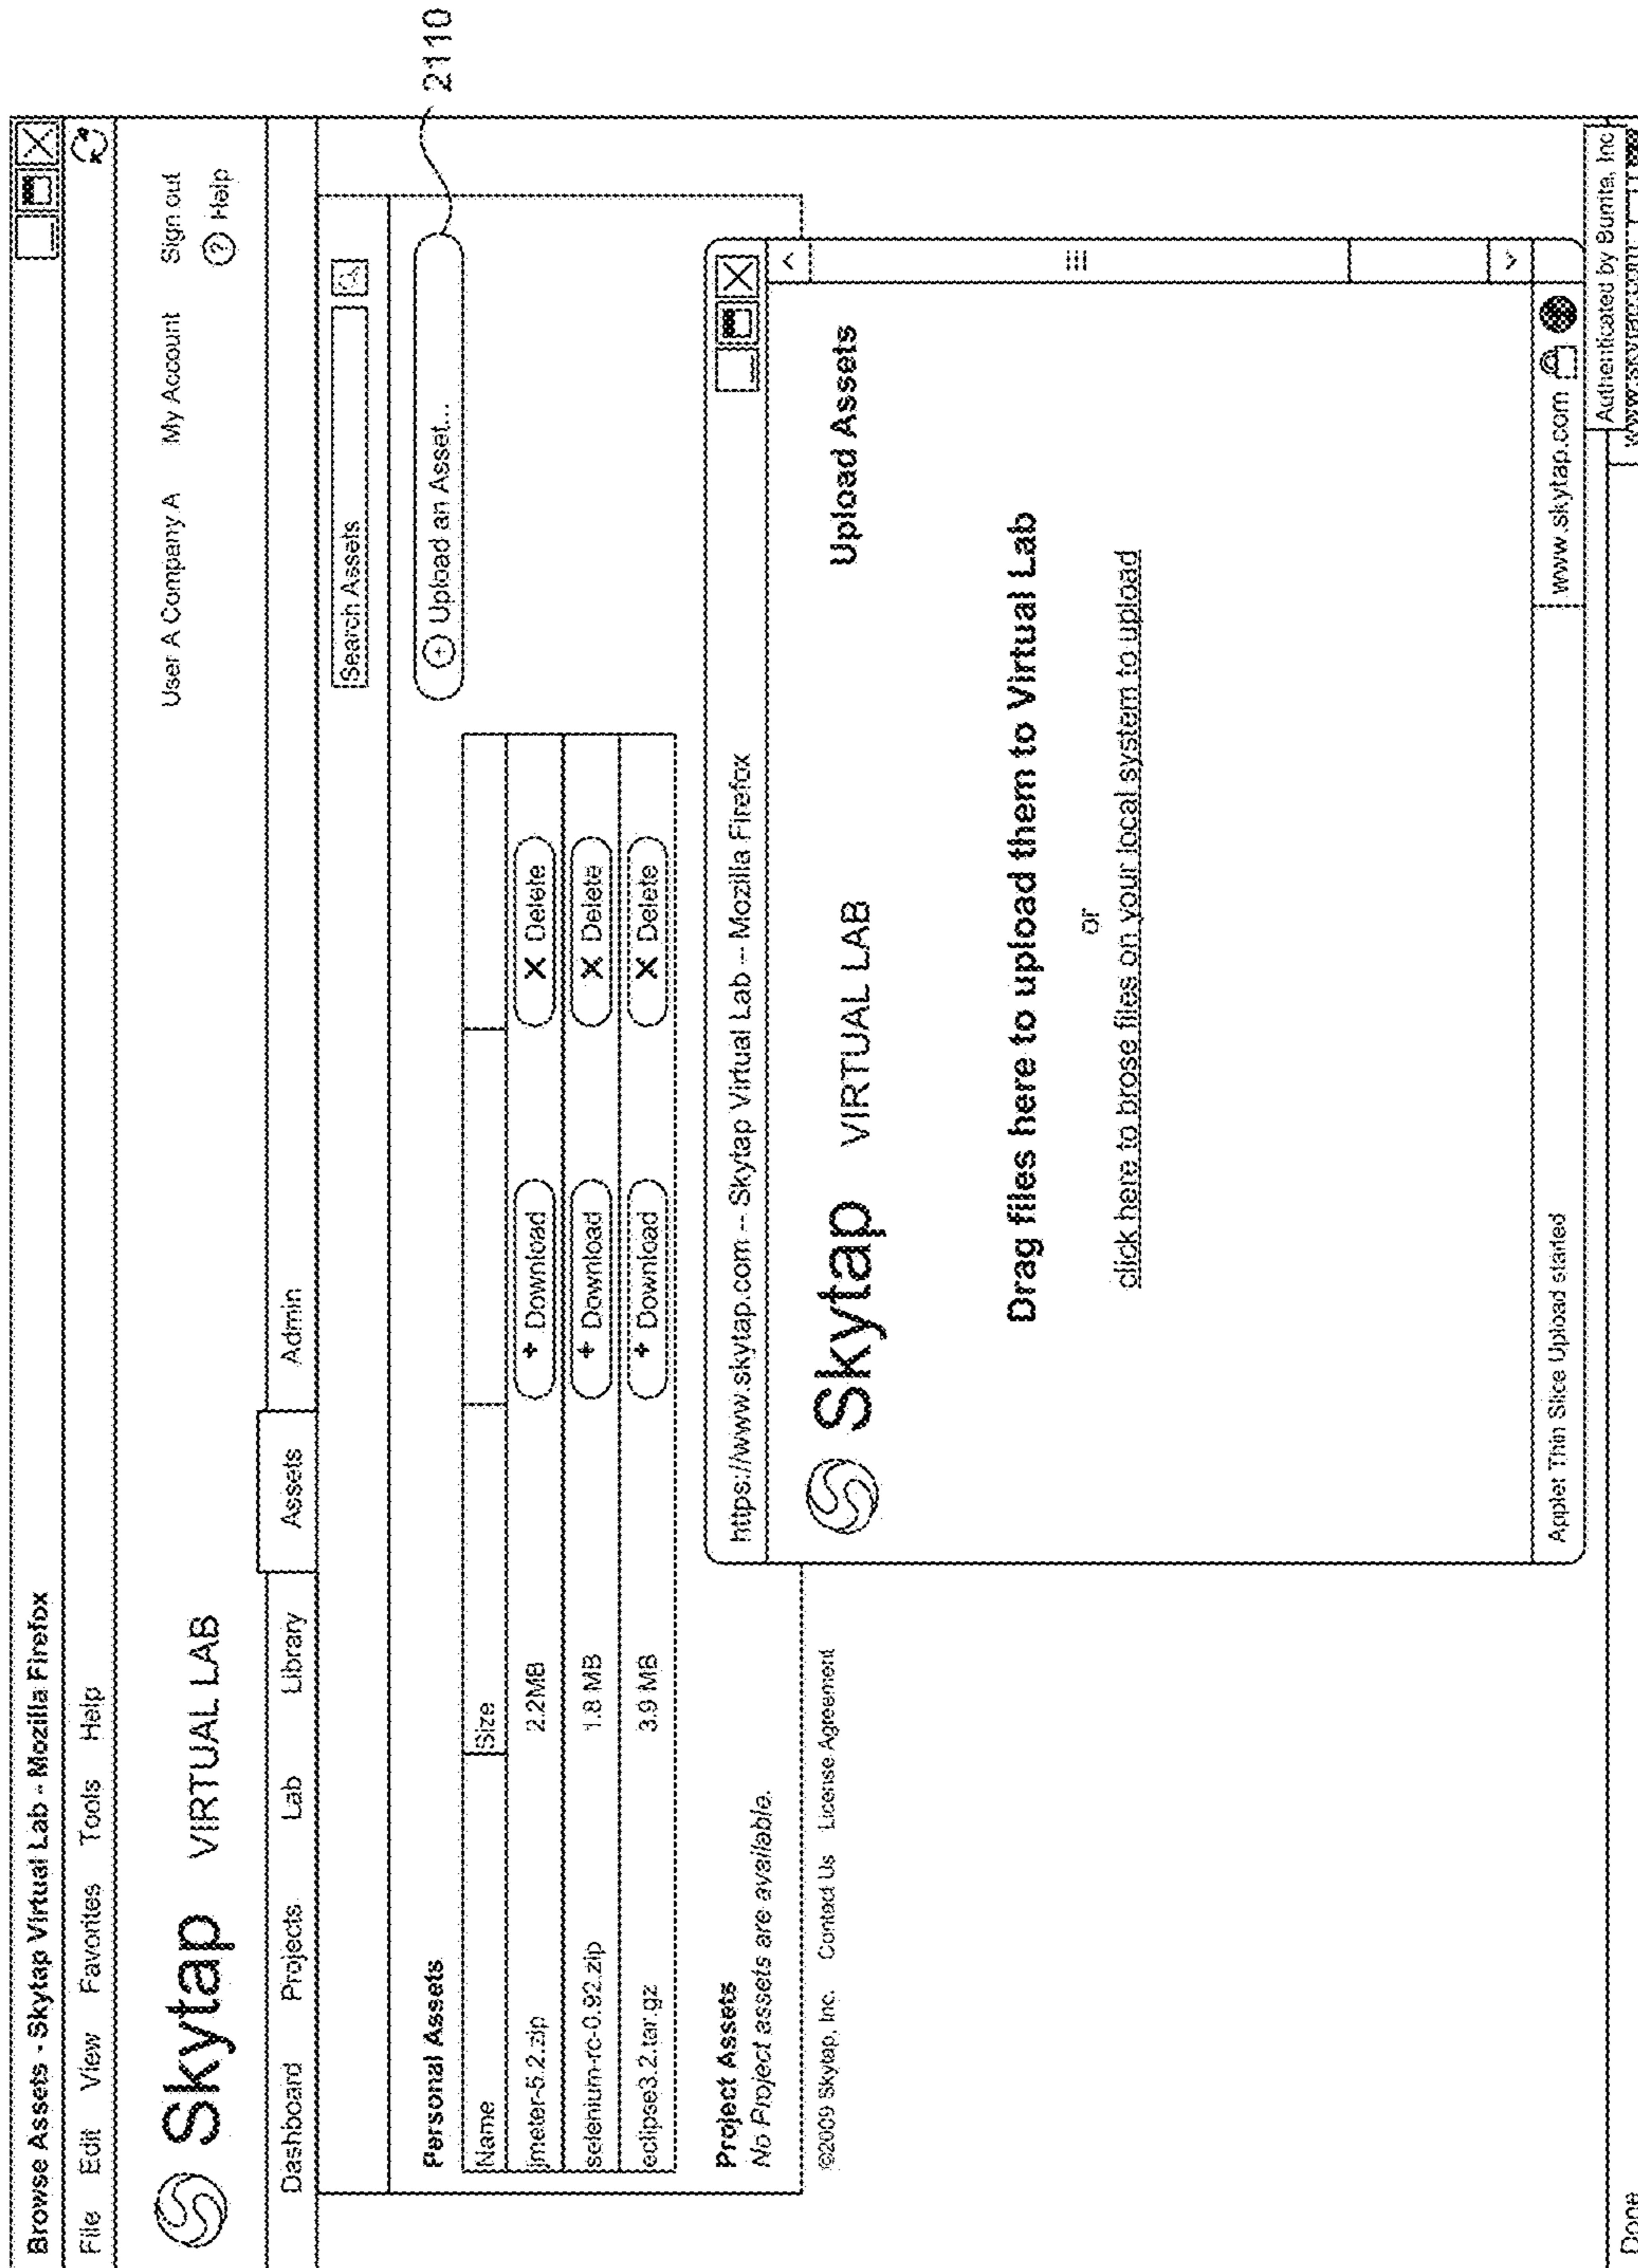 Browse Assets - Skytap Virtual Lab - Mozilla Firefox
File Edit View Favorites Tools Help
Skytap VIRTUAL LAB
User A Company A My Account Sign out
? Help
Dashboard Projects Lab Library Assets Admin
Search Assets
Personal Assets
+ Upload an Asset...
2110
Name Size
jmeter-5.2.zip 2.2MB + Download X Delete
selenium-rc-0.92.zip 1.8 MB + Download X Delete
eclipse3.2.tar.gz 3.9 MB + Download X Delete
Project Assets
No Project assets are available.
©2009 Skytap, Inc. Contact Us License Agreement
https://www.skytap.com -- Skytap Virtual Lab -- Mozilla Firefox
Skytap VIRTUAL LAB Upload Assets
Drag files here to upload them to Virtual Lab
or
click here to brose files on your local system to upload
Applet Thin Slice Upload started www.skytap.com
Authenticated by Bumta, Inc
Done www.skytap.com